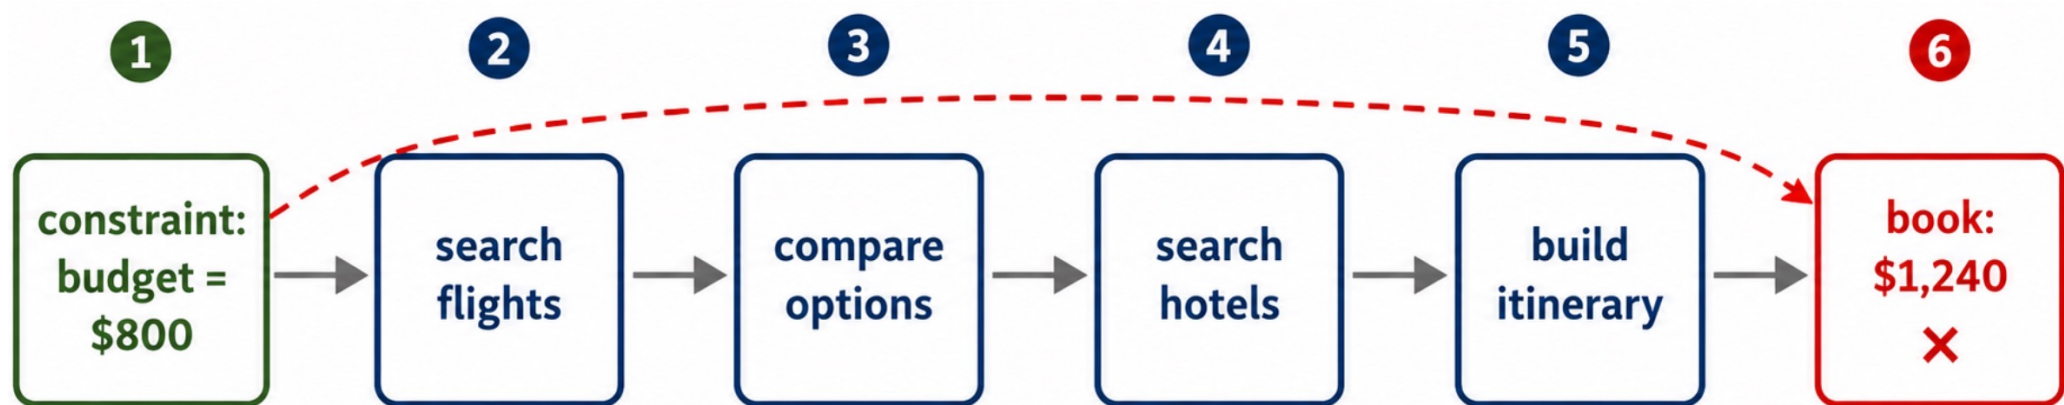 1
2
3
4
5
6
constraint:
budget =
$800
search
flights
compare
options
search
hotels
build
itinerary
book:
$1,240
✕